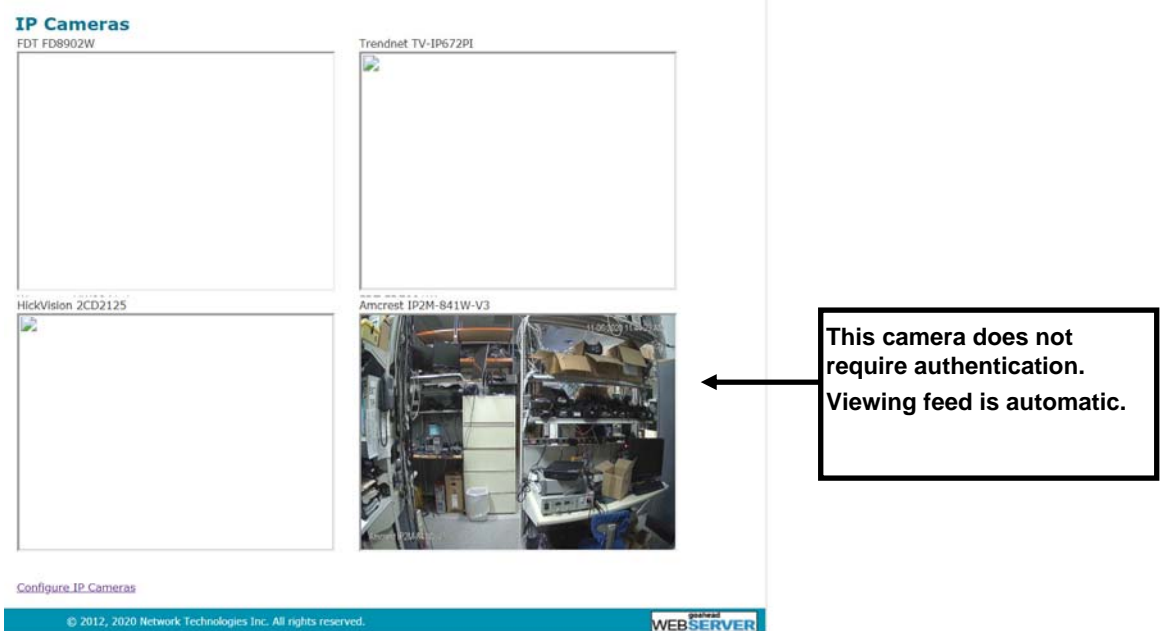 IP Cameras
FDT FD8902W
Trendnet TV-IP672PI
HickVision 2CD2125
Amcrest IP2M-841W-V3
This camera does not
require authentication.
Viewing feed is automatic.
Configure IP Cameras
© 2012, 2020 Network Technologies Inc. All rights reserved.
goahead
WEBSERVER